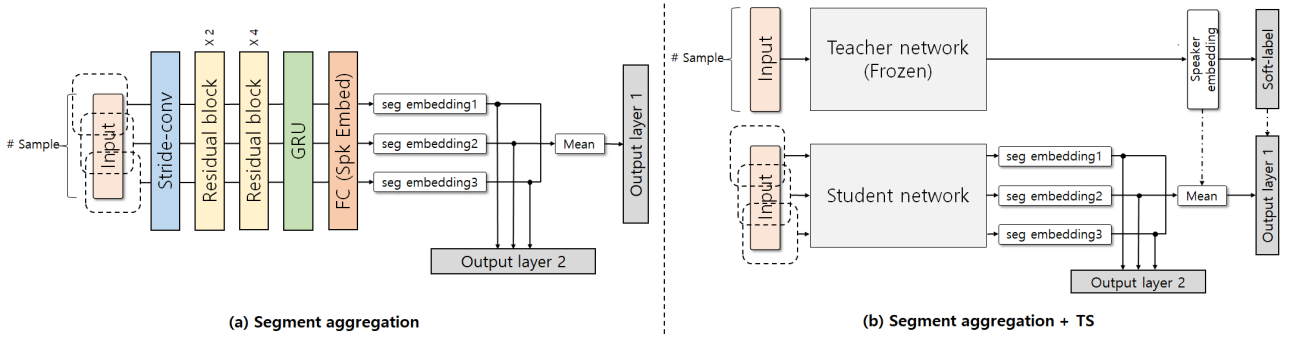 # Sample
Input
Stride-conv
Residual block
X 2
Residual block
X 4
GRU
FC (Spk Embed)
seg embedding1
seg embedding2
seg embedding3
Mean
Output layer 1
Output layer 2
(a) Segment aggregation
# Sample
Input
Teacher network
(Frozen)
Speaker
embedding
Soft-label
Input
Student network
seg embedding1
seg embedding2
seg embedding3
Mean
Output layer 1
Output layer 2
(b) Segment aggregation + TS